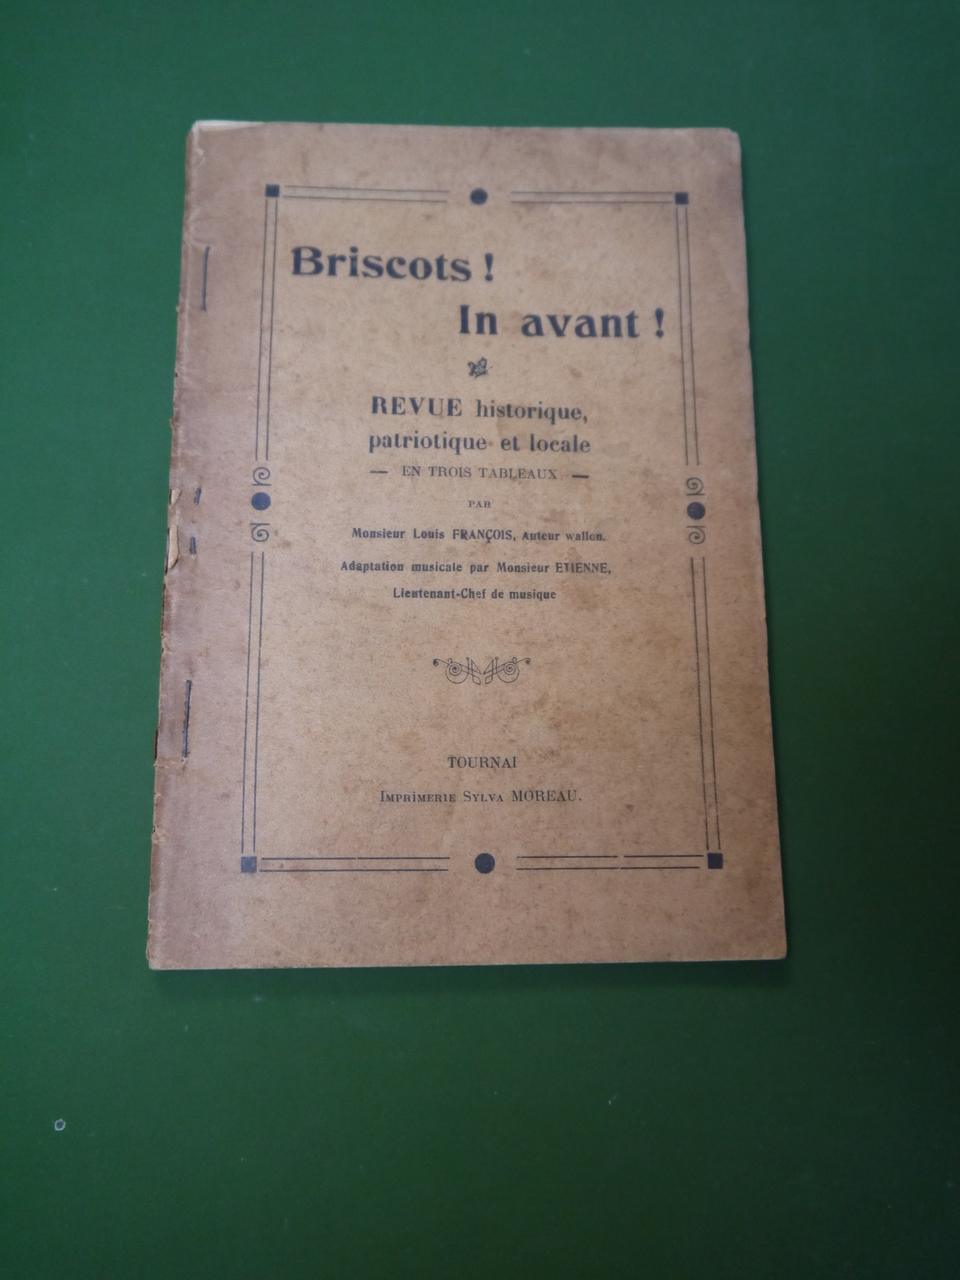 Briscots !
In avant !
REVUE historique,
patriotique et locale
— EN TROIS TABLEAUX —
PAR
Monsieur Louis FRANÇOIS, Auteur wallon.
Adaptation musicale par Monsieur ETIENNE,
Lieutenant-Chef de musique
TOURNAI
IMPRIMERIE SYLVA MOREAU.